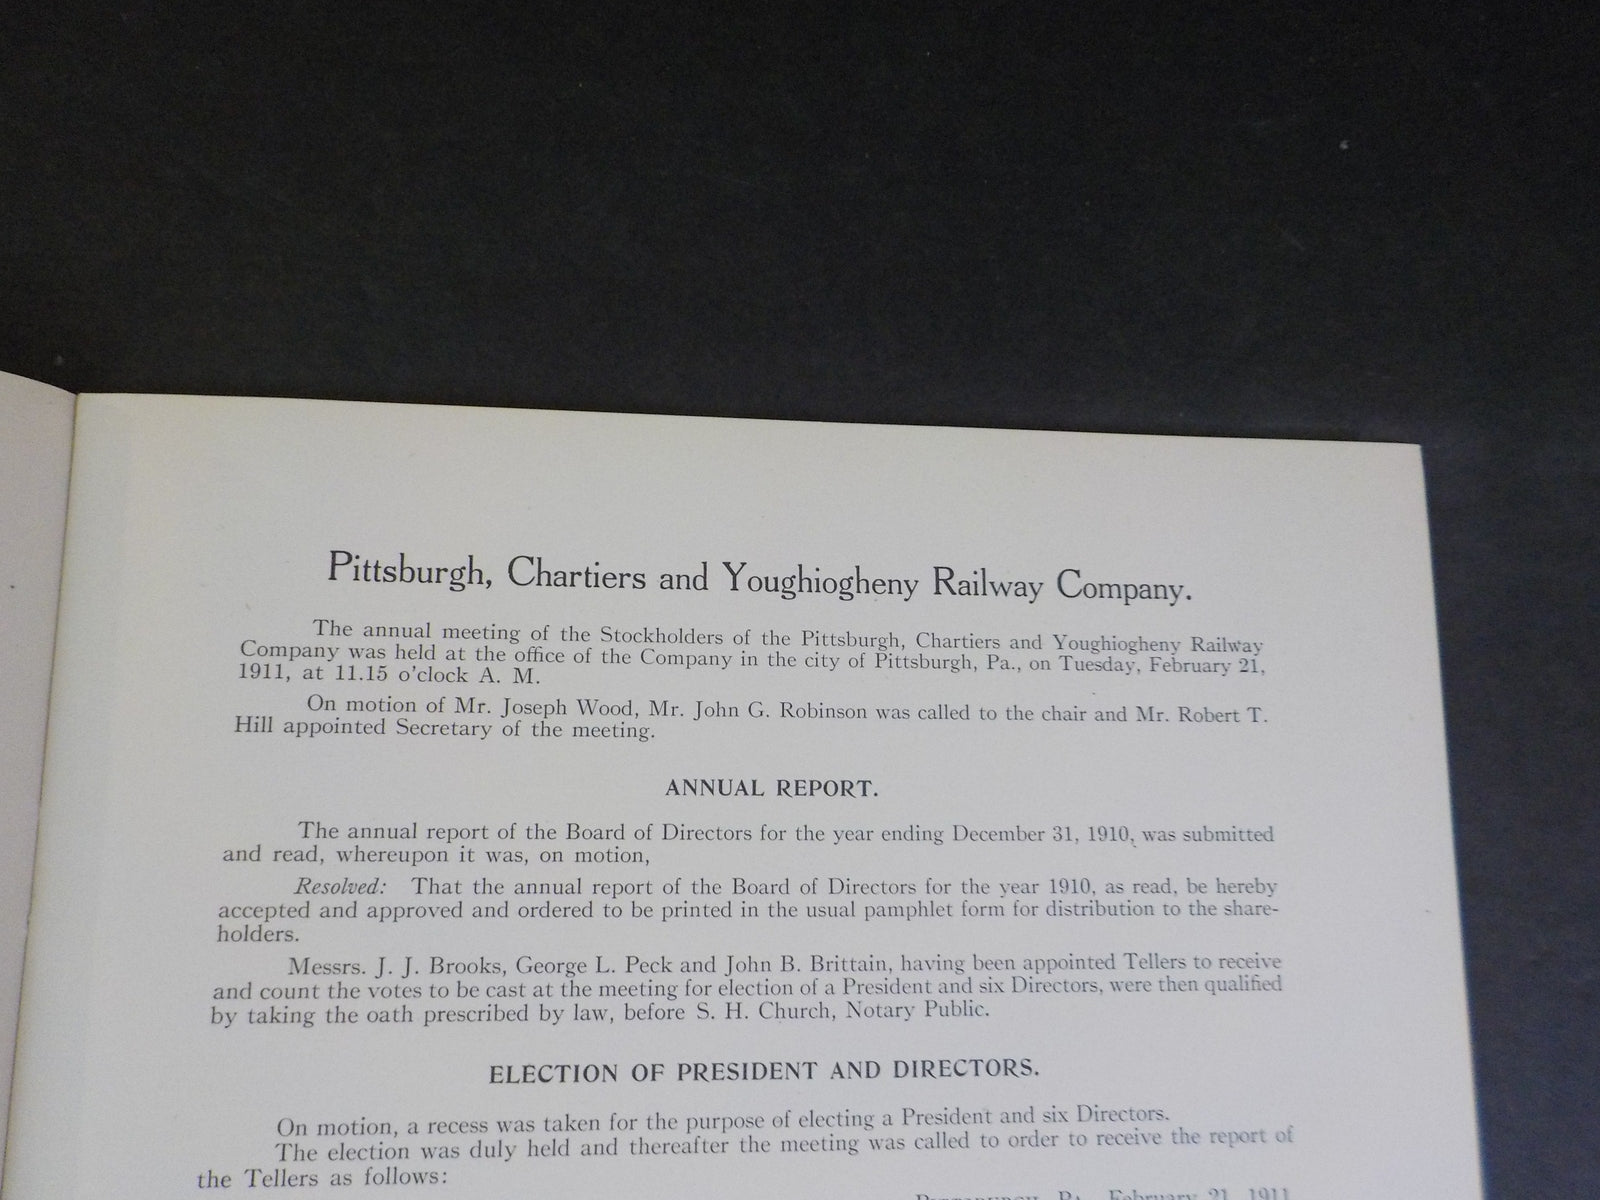 Pittsburgh, Chartiers and Youghiogheny Railway Company.
The annual meeting of the Stockholders of the Pittsburgh, Chartiers and Youghiogheny Railway
Company was held at the office of the Company in the city of Pittsburgh, Pa., on Tuesday, February 21,
1911, at 11.15 o'clock A. M.
On motion of Mr. Joseph Wood, Mr. John G. Robinson was called to the chair and Mr. Robert T.
Hill appointed Secretary of the meeting.
ANNUAL REPORT.
The annual report of the Board of Directors for the year ending December 31, 1910, was submitted
and read, whereupon it was, on motion,
Resolved: That the annual report of the Board of Directors for the year 1910, as read, be hereby
accepted and approved and ordered to be printed in the usual pamphlet form for distribution to the share-
holders.
Messrs. J. J. Brooks, George L. Peck and John B. Brittain, having been appointed Tellers to receive
and count the votes to be cast at the meeting for election of a President and six Directors, were then qualified
by taking the oath prescribed by law, before S. H. Church, Notary Public.
ELECTION OF PRESIDENT AND DIRECTORS.
On motion, a recess was taken for the purpose of electing a President and six Directors.
The election was duly held and thereafter the meeting was called to order to receive the report of
the Tellers as follows:
Pittsburgh, Pa., February 21, 1911